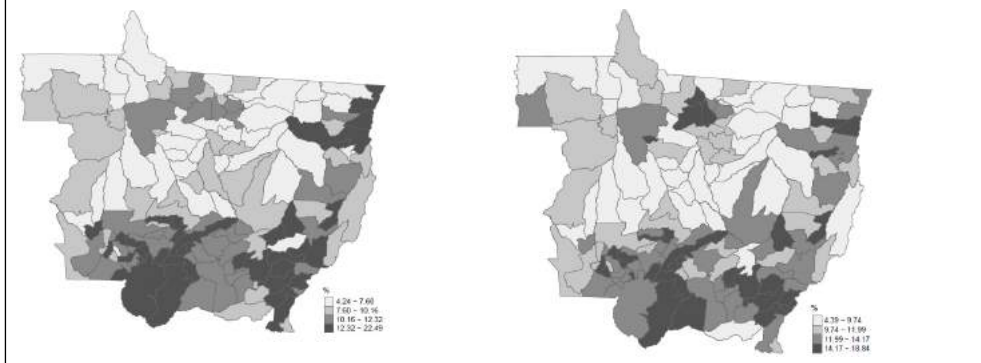 %
4.24 – 7.60
7.60 – 10.16
10.16 – 12.32
12.32 – 22.49
%
4.39 – 9.74
9.74 – 11.99
11.99 – 14.17
14.17 – 18.84